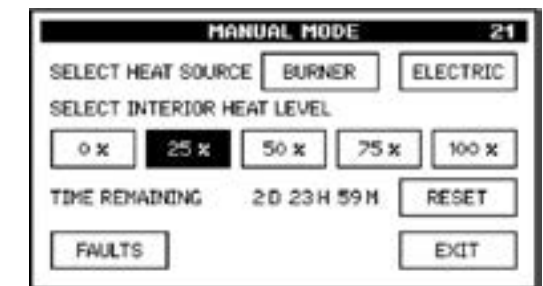 MANUAL MODE 21
SELECT HEAT SOURCE BURNER ELECTRIC
SELECT INTERIOR HEAT LEVEL
0 % 25 % 50 % 75 % 100 %
TIME REMAINING 2D 23H 59M RESET
FAULTS EXIT